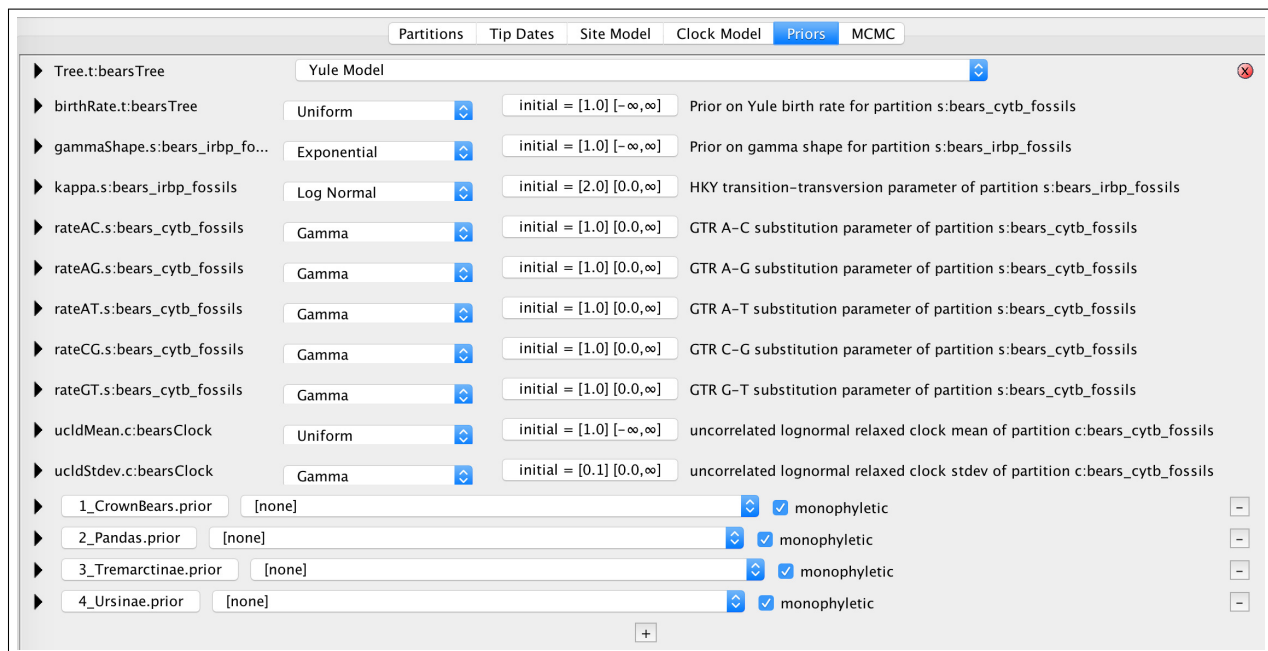 Partitions Tip Dates Site Model Clock Model Priors MCMC
Tree.t:bearsTree Yule Model x
birthRate.t:bearsTree Uniform initial = [1.0] [-∞,∞] Prior on Yule birth rate for partition s:bears_cytb_fossils
gammaShape.s:bears_irbp_fo... Exponential initial = [1.0] [-∞,∞] Prior on gamma shape for partition s:bears_irbp_fossils
kappa.s:bears_irbp_fossils Log Normal initial = [2.0] [0.0,∞] HKY transition-transversion parameter of partition s:bears_irbp_fossils
rateAC.s:bears_cytb_fossils Gamma initial = [1.0] [0.0,∞] GTR A-C substitution parameter of partition s:bears_cytb_fossils
rateAG.s:bears_cytb_fossils Gamma initial = [1.0] [0.0,∞] GTR A-G substitution parameter of partition s:bears_cytb_fossils
rateAT.s:bears_cytb_fossils Gamma initial = [1.0] [0.0,∞] GTR A-T substitution parameter of partition s:bears_cytb_fossils
rateCG.s:bears_cytb_fossils Gamma initial = [1.0] [0.0,∞] GTR C-G substitution parameter of partition s:bears_cytb_fossils
rateGT.s:bears_cytb_fossils Gamma initial = [1.0] [0.0,∞] GTR G-T substitution parameter of partition s:bears_cytb_fossils
ucldMean.c:bearsClock Uniform initial = [1.0] [-∞,∞] uncorrelated lognormal relaxed clock mean of partition c:bears_cytb_fossils
ucldStdev.c:bearsClock Gamma initial = [0.1] [0.0,∞] uncorrelated lognormal relaxed clock stdev of partition c:bears_cytb_fossils
1_CrownBears.prior [none] monophyletic -
2_Pandas.prior [none] monophyletic -
3_Tremarctinae.prior [none] monophyletic -
4_Ursinae.prior [none] monophyletic -
+